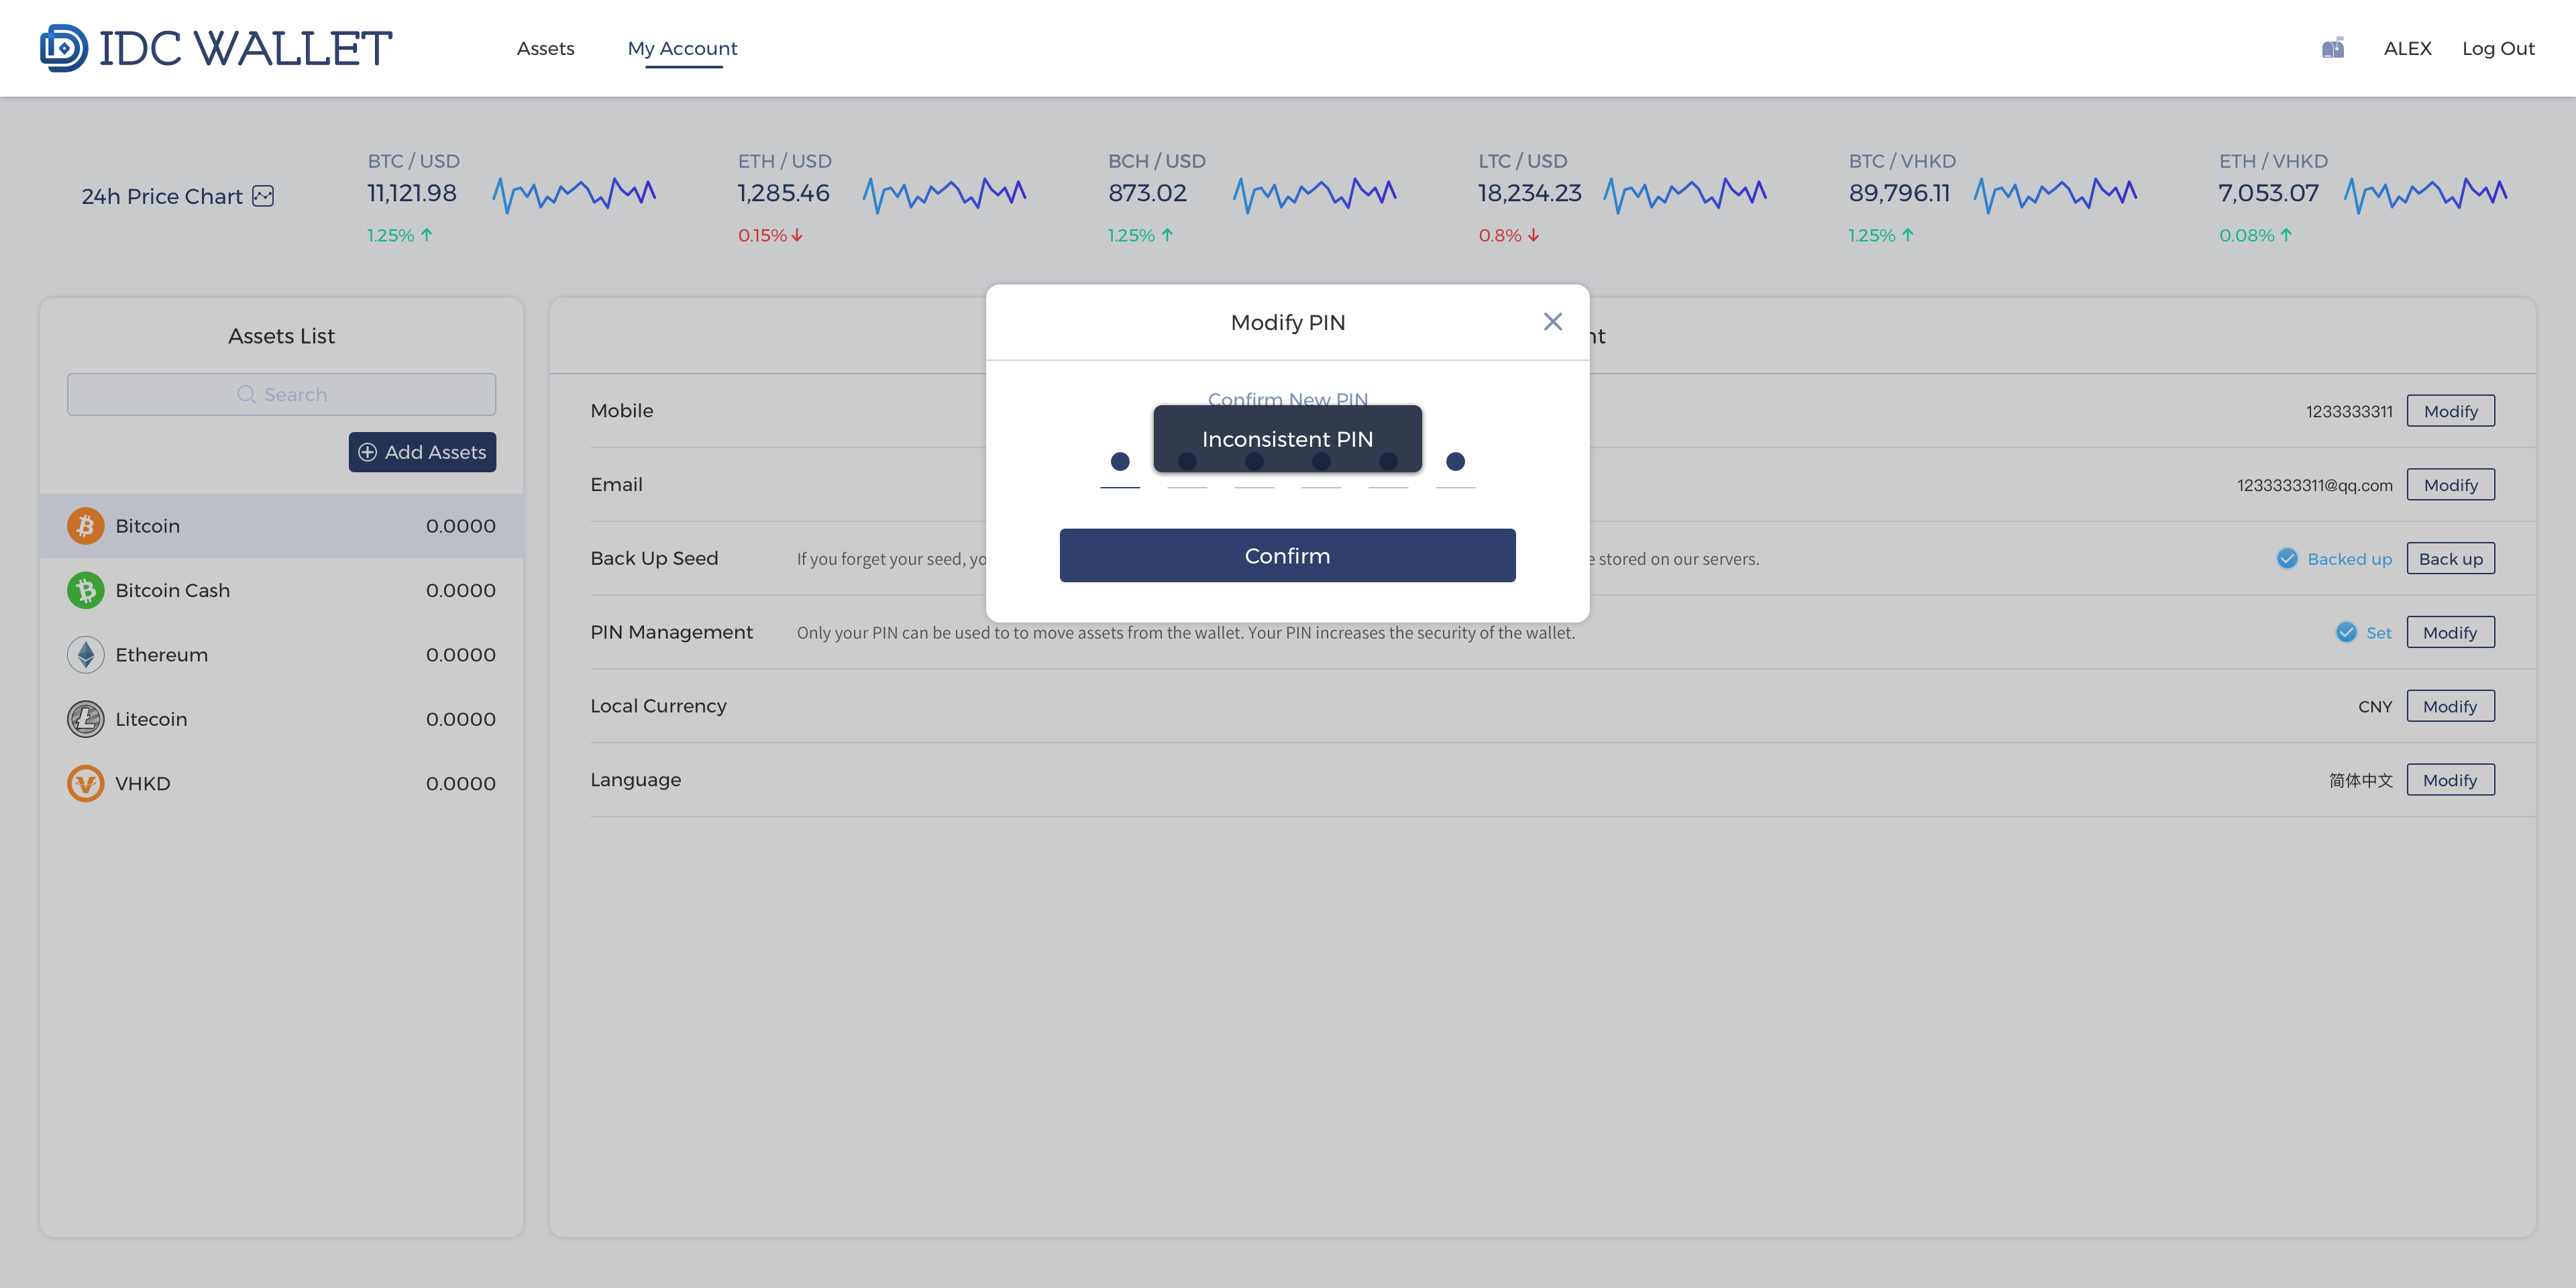 IDC WALLET
Assets
My Account
ALEX
Log Out
24h Price Chart
BTC / USD
11,121.98
1.25%
ETH / USD
1,285.46
0.15%
BCH / USD
873.02
1.25%
LTC / USD
18,234.23
0.8%
BTC / VHKD
89,796.11
1.25%
ETH / VHKD
7,053.07
0.08%
Assets List
Search
Add Assets
Bitcoin 0.0000
Bitcoin Cash 0.0000
Ethereum 0.0000
Litecoin 0.0000
VHKD 0.0000
Modify PIN
Confirm New PIN
Inconsistent PIN
Confirm
Mobile 1233333311 Modify
Email 1233333311@qq.com Modify
Back Up Seed If you forget your seed, stored on our servers. Backed up Back up
PIN Management Only your PIN can be used to to move assets from the wallet. Your PIN increases the security of the wallet. Set Modify
Local Currency CNY Modify
Language 简体中文 Modify